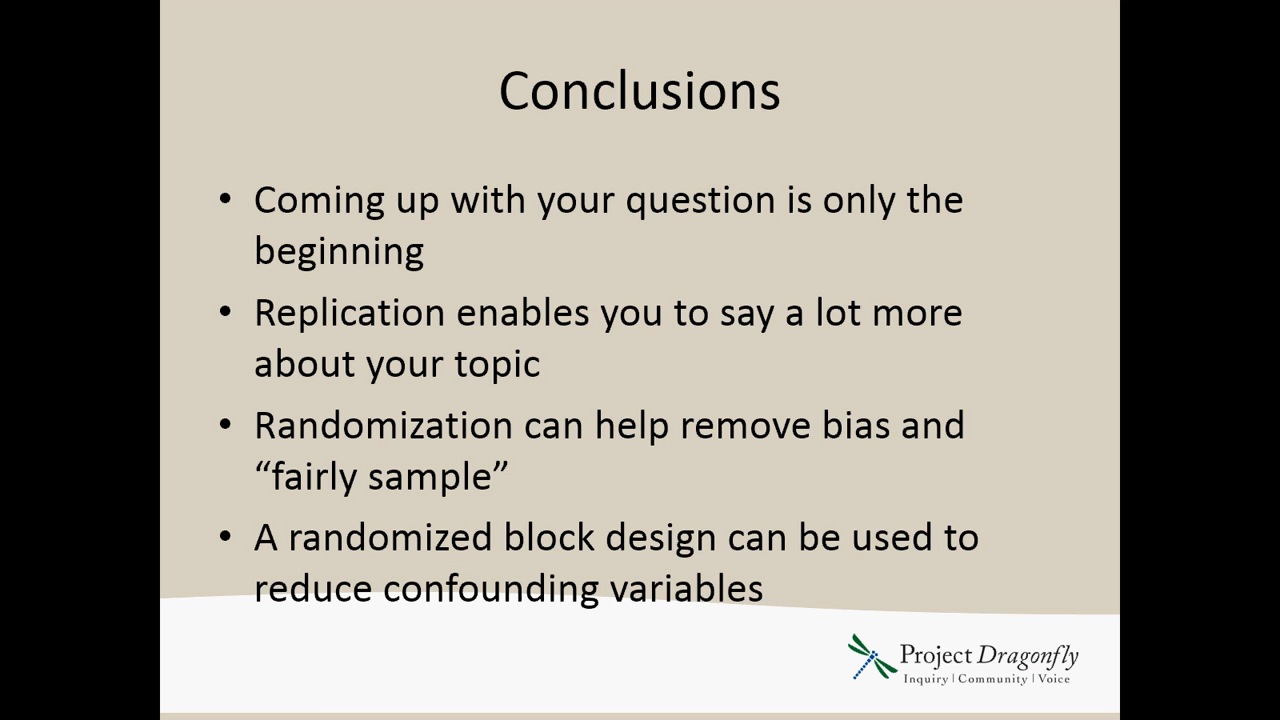 Conclusions
• Coming up with your question is only the
beginning
• Replication enables you to say a lot more
about your topic
• Randomization can help remove bias and
“fairly sample”
• A randomized block design can be used to
reduce confounding variables
Project Dragonfly
Inquiry | Community | Voice